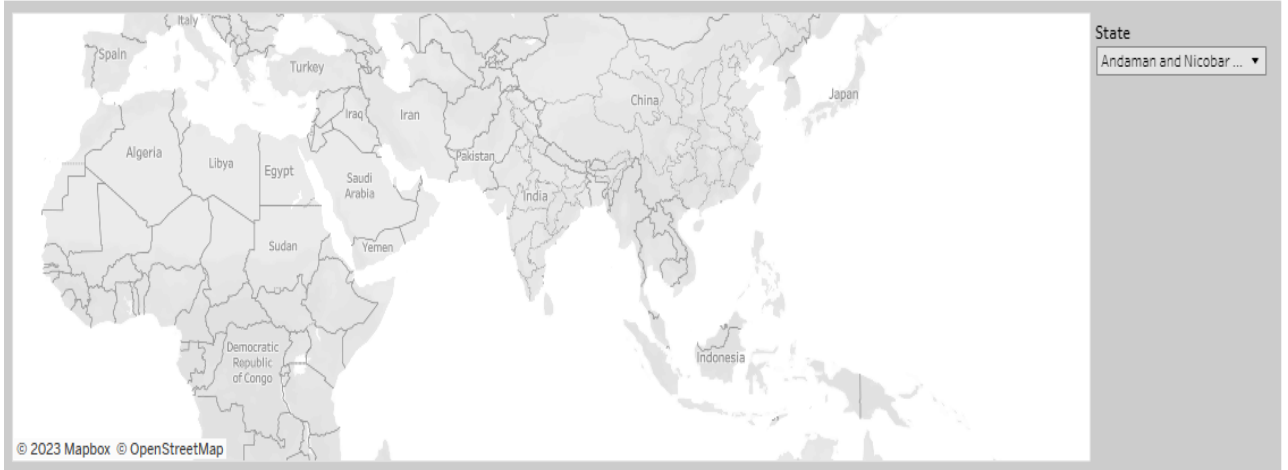 Italy
Spain
Turkey
Iraq
Iran
China
Japan
Algeria
Libya
Egypt
Saudi
Arabia
Pakistan
India
Sudan
Yemen
Democratic
Republic
of Congo
Indonesia
© 2023 Mapbox © OpenStreetMap
State
Andaman and Nicobar ...